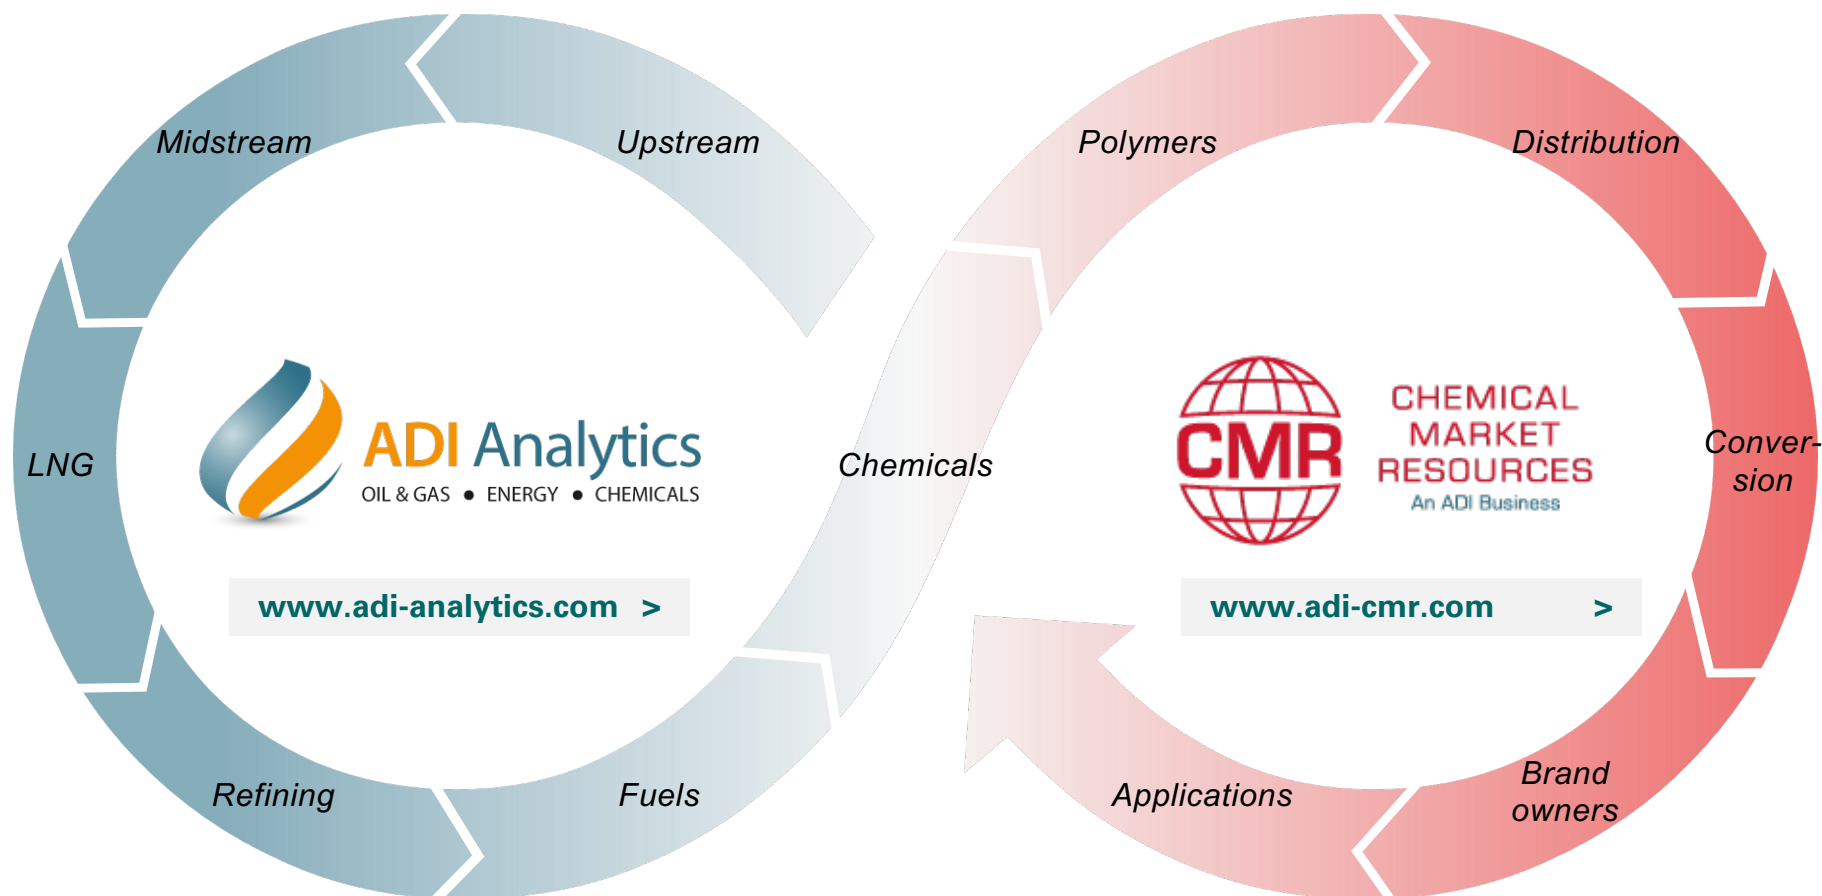 Midstream
Upstream
Polymers
Distribution
LNG
ADI Analytics
OIL & GAS ● ENERGY ● CHEMICALS
www.adi-analytics.com >
Refining
Fuels
Chemicals
CMR
CHEMICAL
MARKET
RESOURCES
An ADI Business
www.adi-cmr.com >
Conver-
sion
Brand
owners
Applications